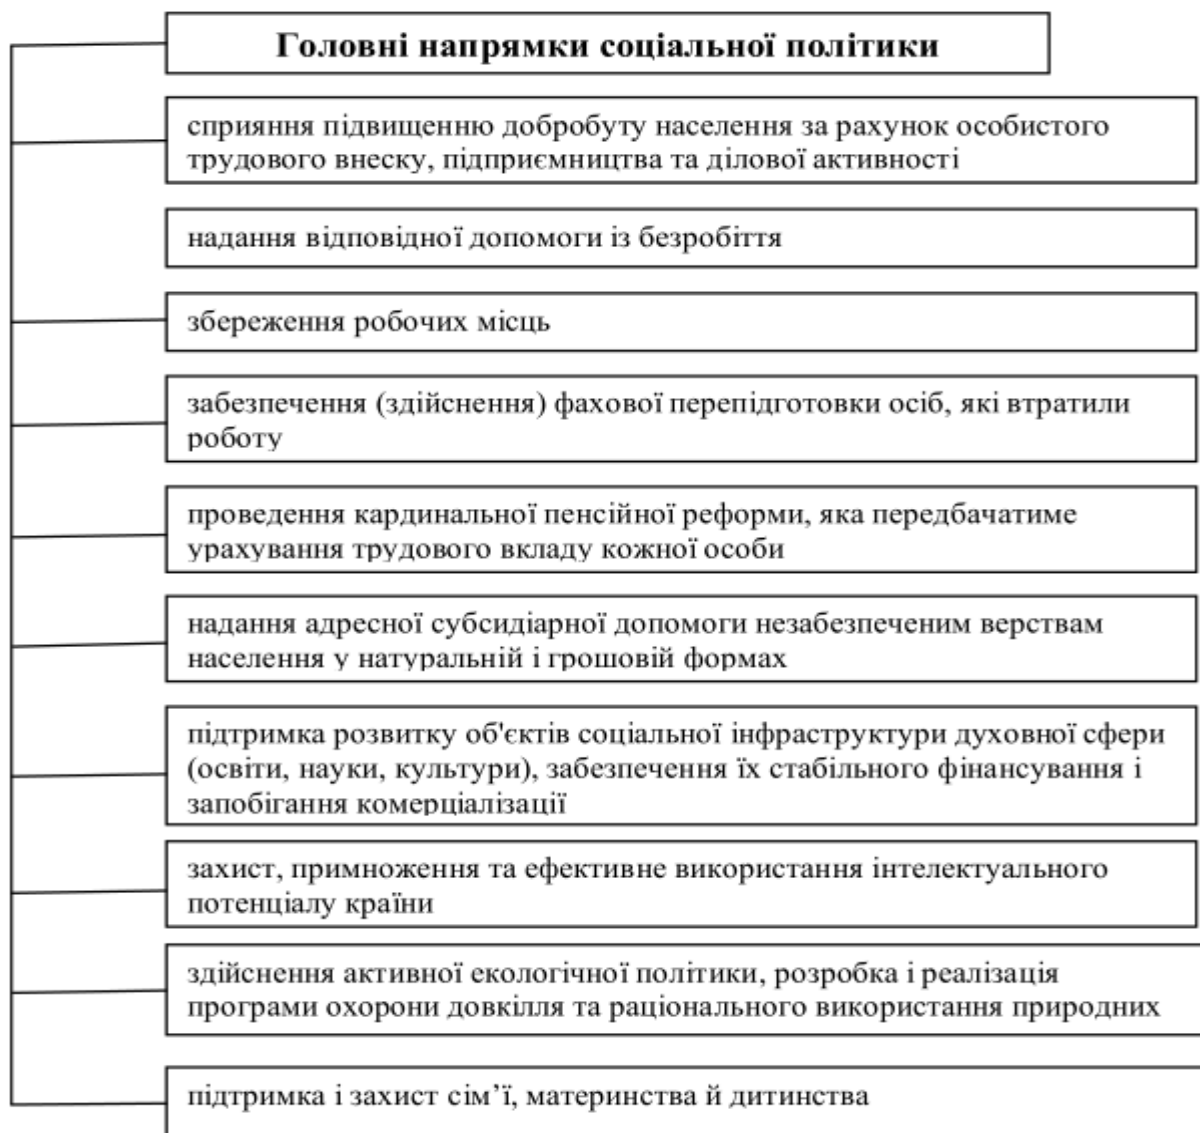 Головні напрямки соціальної політики
сприяння підвищенню добробуту населення за рахунок особистого
трудового внеску, підприємництва та ділової активності
надання відповідної допомоги із безробіття
збереження робочих місць
забезпечення (здійснення) фахової перепідготовки осіб, які втратили
роботу
проведення кардинальної пенсійної реформи, яка передбачатиме
урахування трудового вкладу кожної особи
надання адресної субсидіарної допомоги незабезпеченим верствам
населення у натуральній і грошовій формах
підтримка розвитку об'єктів соціальної інфраструктури духовної сфери
(освіти, науки, культури), забезпечення їх стабільного фінансування і
запобігання комерціалізації
захист, примноження та ефективне використання інтелектуального
потенціалу країни
здійснення активної екологічної політики, розробка і реалізація
програми охорони довкілля та раціонального використання природних
підтримка і захист сім’ї, материнства й дитинства